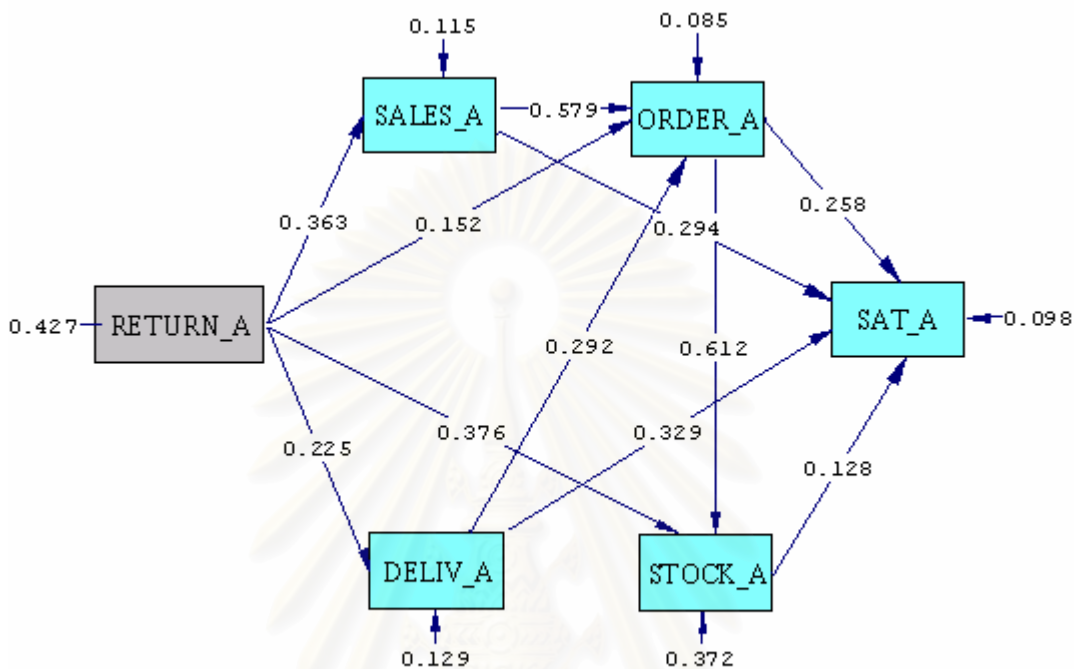 0.115
0.085
SALES_A
0.579
ORDER_A
0.363
0.152
0.294
0.258
0.427
RETURN_A
SAT_A
0.098
0.292
0.612
0.225
0.376
0.329
0.128
DELIV_A
STOCK_A
0.129
0.372